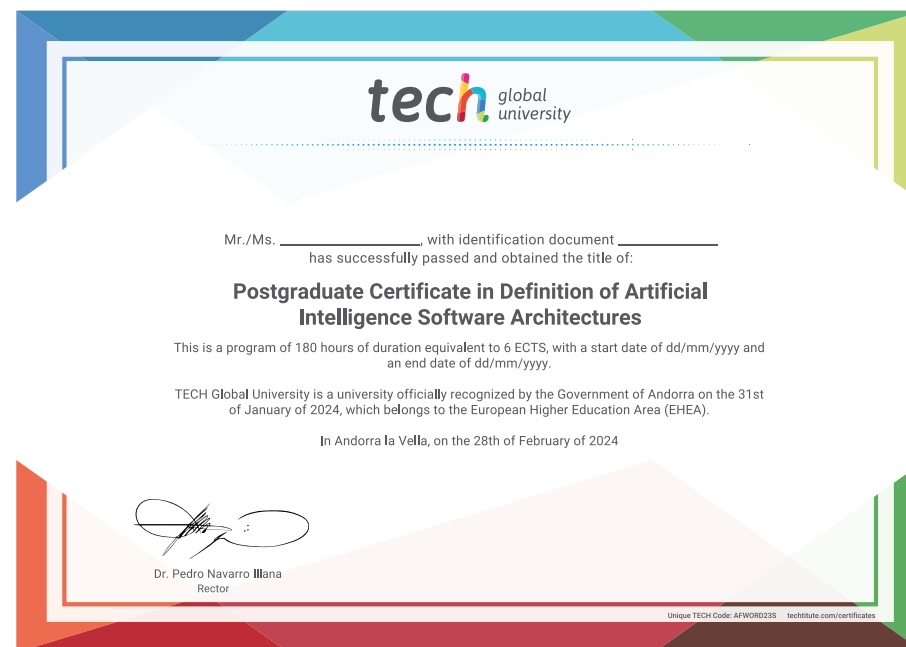 tech global university
Mr./Ms. ____________, with identification document ____________
has successfully passed and obtained the title of:
Postgraduate Certificate in Definition of Artificial
Intelligence Software Architectures
This is a program of 180 hours of duration equivalent to 6 ECTS, with a start date of dd/mm/yyyy and
an end date of dd/mm/yyyy.
TECH Global University is a university officially recognized by the Government of Andorra on the 31st
of January of 2024, which belongs to the European Higher Education Area (EHEA).
In Andorra la Vella, on the 28th of February of 2024
Dr. Pedro Navarro Illana
Rector
Unique TECH Code: AFWORD23S techtitute.com/certificates